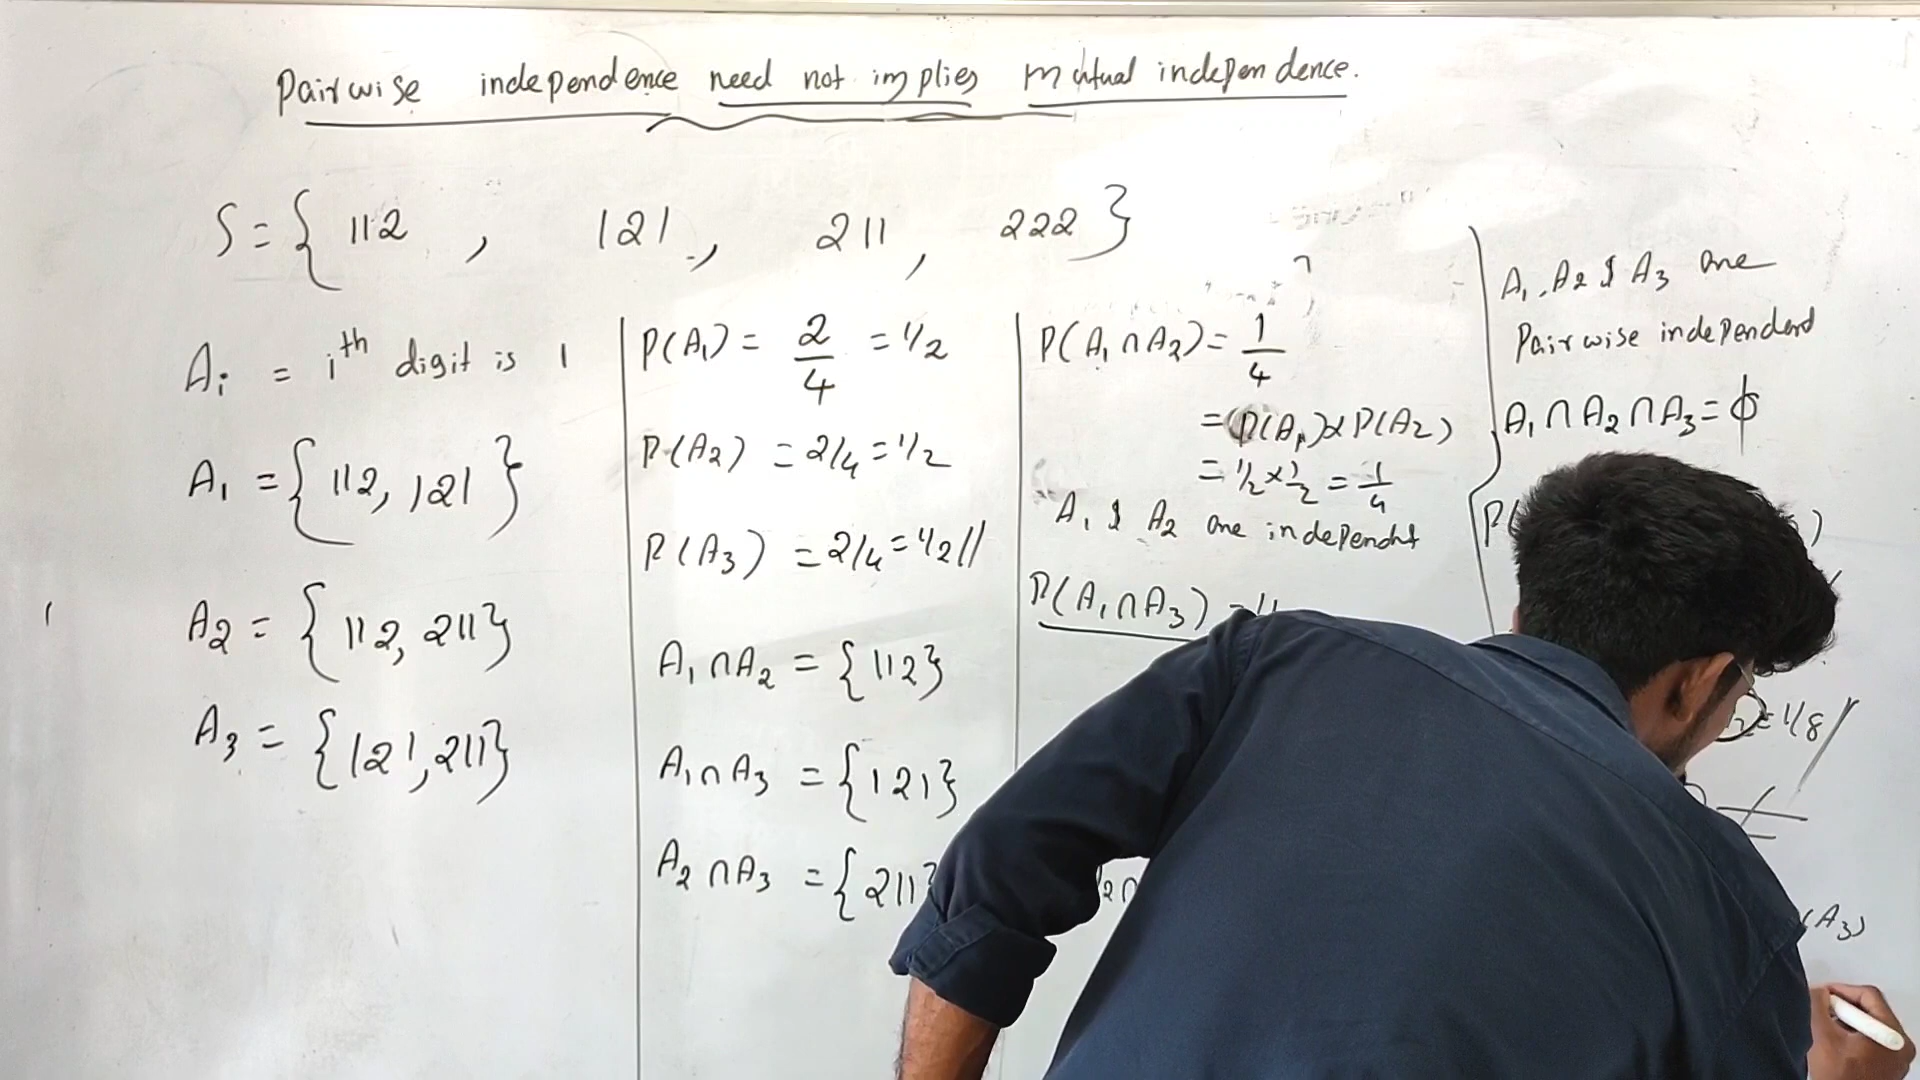 Pairwise independence need not implies mutual independence.
S = { 112 , 121 , 211 , 222 }
Ai = ith digit is 1
A1 = { 112, 121 }
A2 = { 112, 211 }
A3 = { 121, 211 }
P(A1) = 2/4 = 1/2
P(A2) = 2/4 = 1/2
P(A3) = 2/4 = 1/2 //
A1 ∩ A2 = { 112 }
A1 ∩ A3 = { 121 }
A2 ∩ A3 = { 211 }
P(A1 ∩ A2) = 1/4
= P(A1) x P(A2)
= 1/2 x 1/2 = 1/4
A1 & A2 are independnt
P(A1 ∩ A3) =
A1, A2 & A3 are
Pairwise independent
A1 ∩ A2 ∩ A3 = ϕ
P(
= 1/8
≠
(A3)